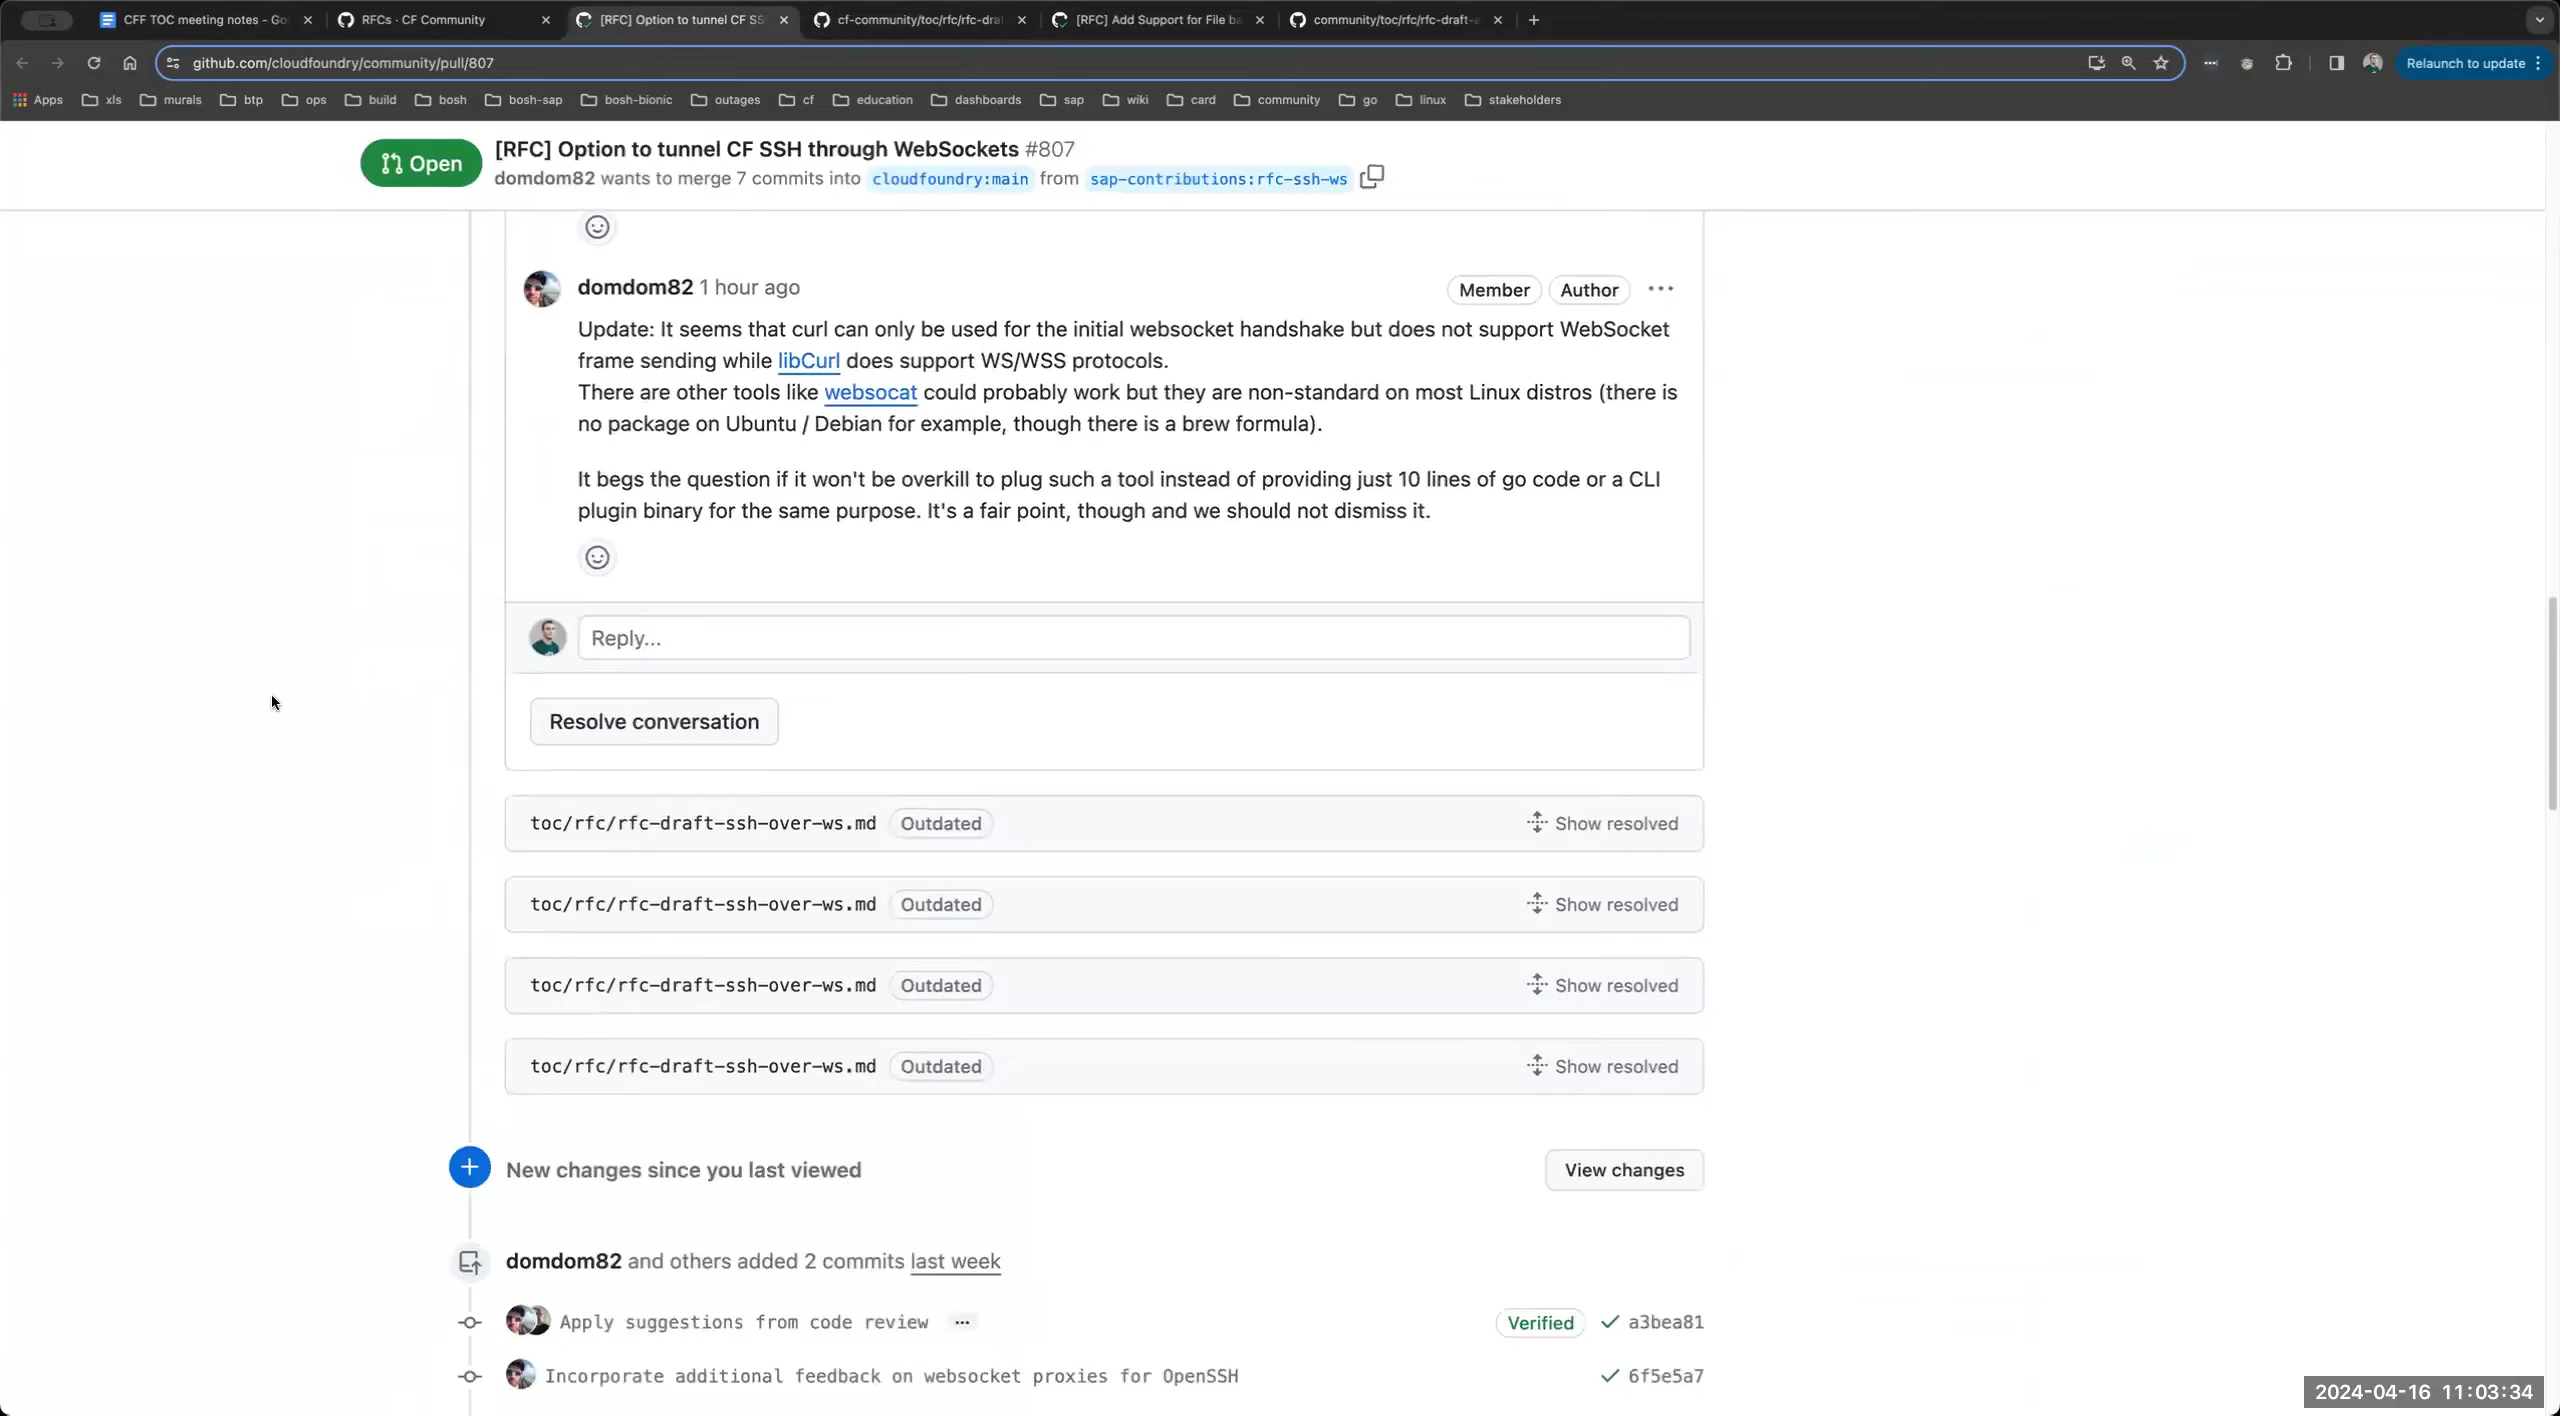 CFF TOC meeting notes - Go
RFCs · CF Community
[RFC] Option to tunnel CF SS
cf-community/toc/rfc/rfc-dra
[RFC] Add Support for File ba
community/toc/rfc/rfc-draft-a
github.com/cloudfoundry/community/pull/807
Relaunch to update
Apps
xls
murals
btp
ops
build
bosh
bosh-sap
bosh-bionic
outages
cf
education
dashboards
sap
wiki
card
community
go
linux
stakeholders
Open
[RFC] Option to tunnel CF SSH through WebSockets #807
domdom82 wants to merge 7 commits into cloudfoundry:main from sap-contributions:rfc-ssh-ws
domdom82 1 hour ago
Member
Author
Update: It seems that curl can only be used for the initial websocket handshake but does not support WebSocket
frame sending while libCurl does support WS/WSS protocols.
There are other tools like websocat could probably work but they are non-standard on most Linux distros (there is
no package on Ubuntu / Debian for example, though there is a brew formula).
It begs the question if it won't be overkill to plug such a tool instead of providing just 10 lines of go code or a CLI
plugin binary for the same purpose. It's a fair point, though and we should not dismiss it.
Reply...
Resolve conversation
toc/rfc/rfc-draft-ssh-over-ws.md Outdated Show resolved
toc/rfc/rfc-draft-ssh-over-ws.md Outdated Show resolved
toc/rfc/rfc-draft-ssh-over-ws.md Outdated Show resolved
toc/rfc/rfc-draft-ssh-over-ws.md Outdated Show resolved
New changes since you last viewed
View changes
domdom82 and others added 2 commits last week
Apply suggestions from code review ... Verified a3bea81
Incorporate additional feedback on websocket proxies for OpenSSH 6f5e5a7
2024-04-16 11:03:34